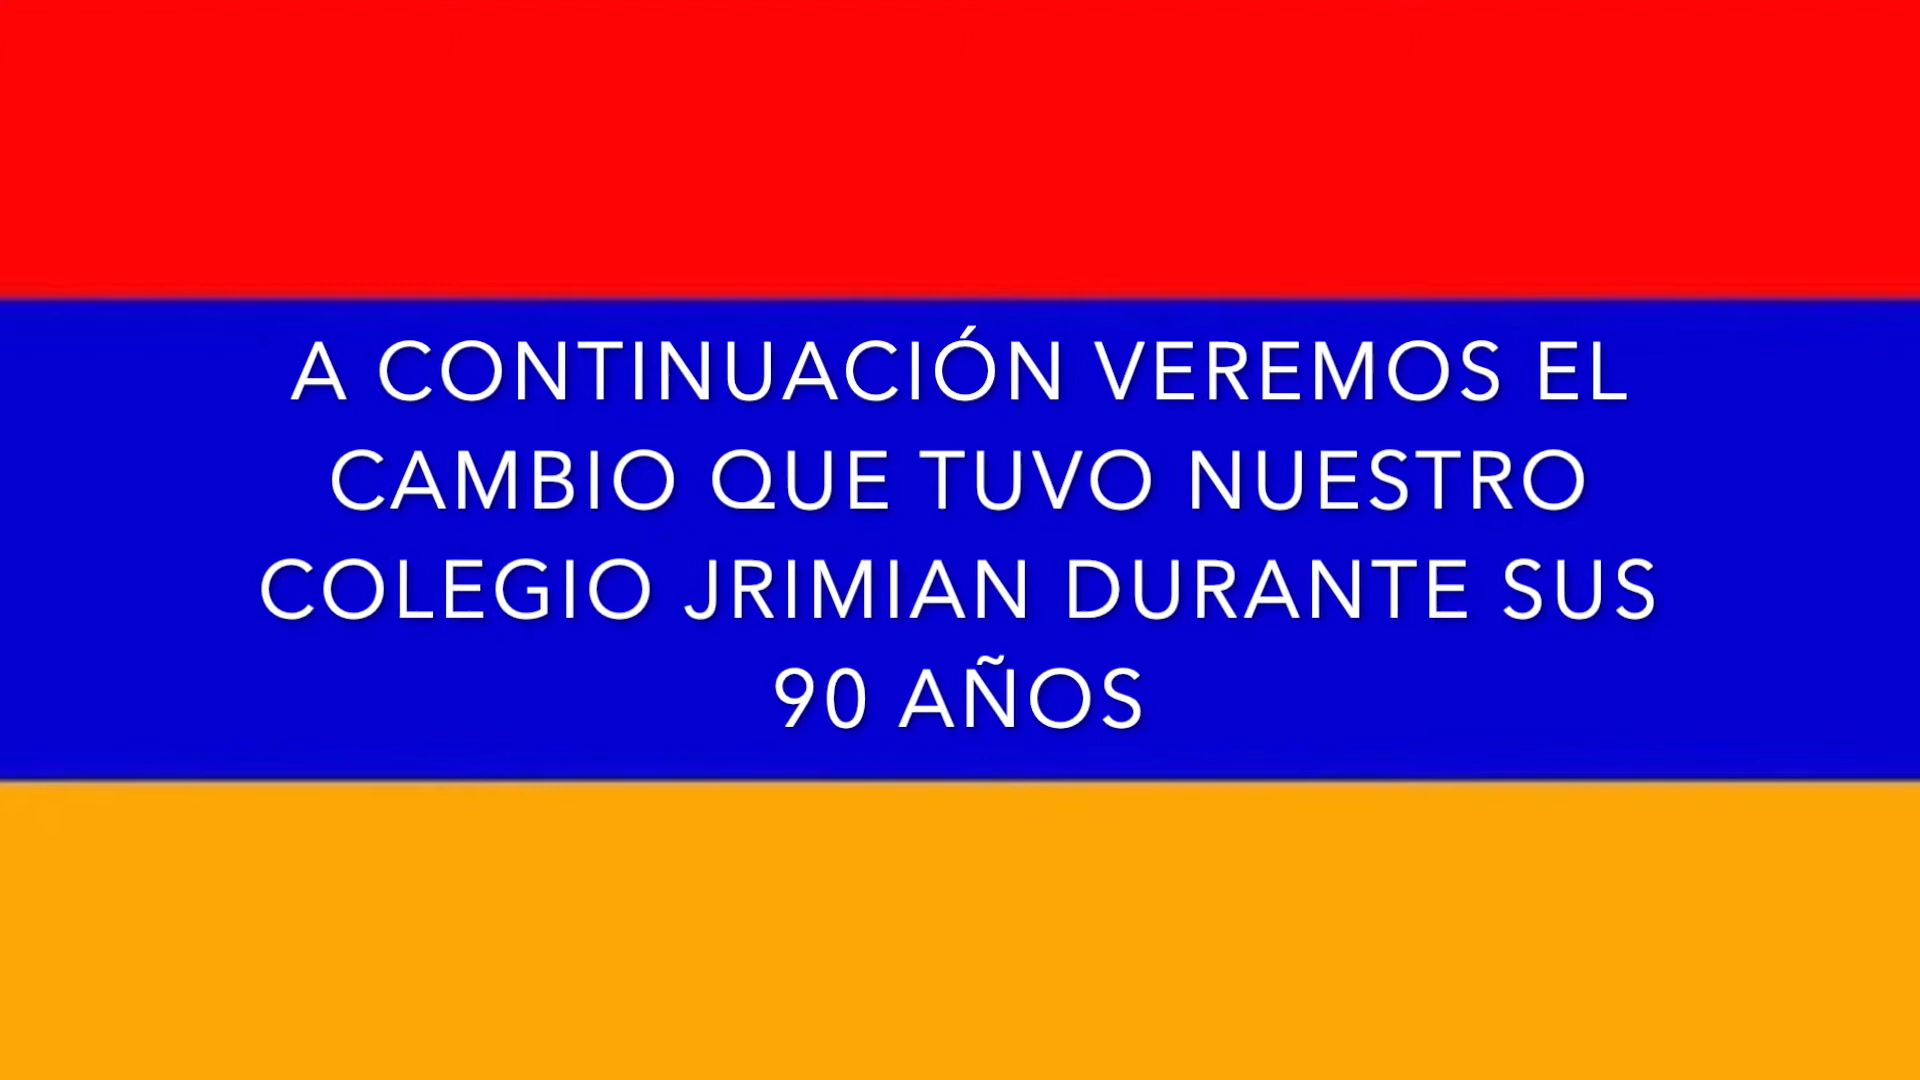 A CONTINUACIÓN VEREMOS EL
CAMBIO QUE TUVO NUESTRO
COLEGIO JRIMIAN DURANTE SUS
90 AÑOS